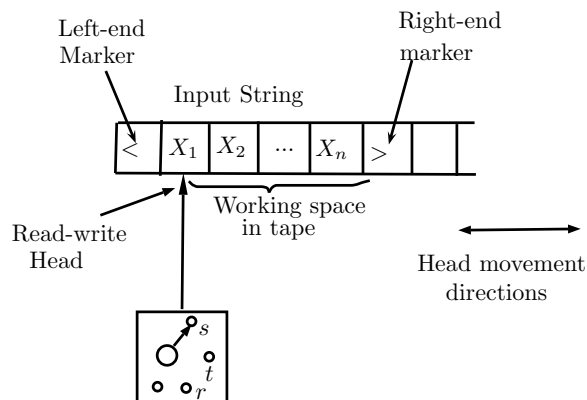 Left-end
Marker
Right-end
marker
Input String
< X₁ X₂ ... Xₙ >
Working space
in tape
Read-write
Head
Head movement
directions
s
t
r